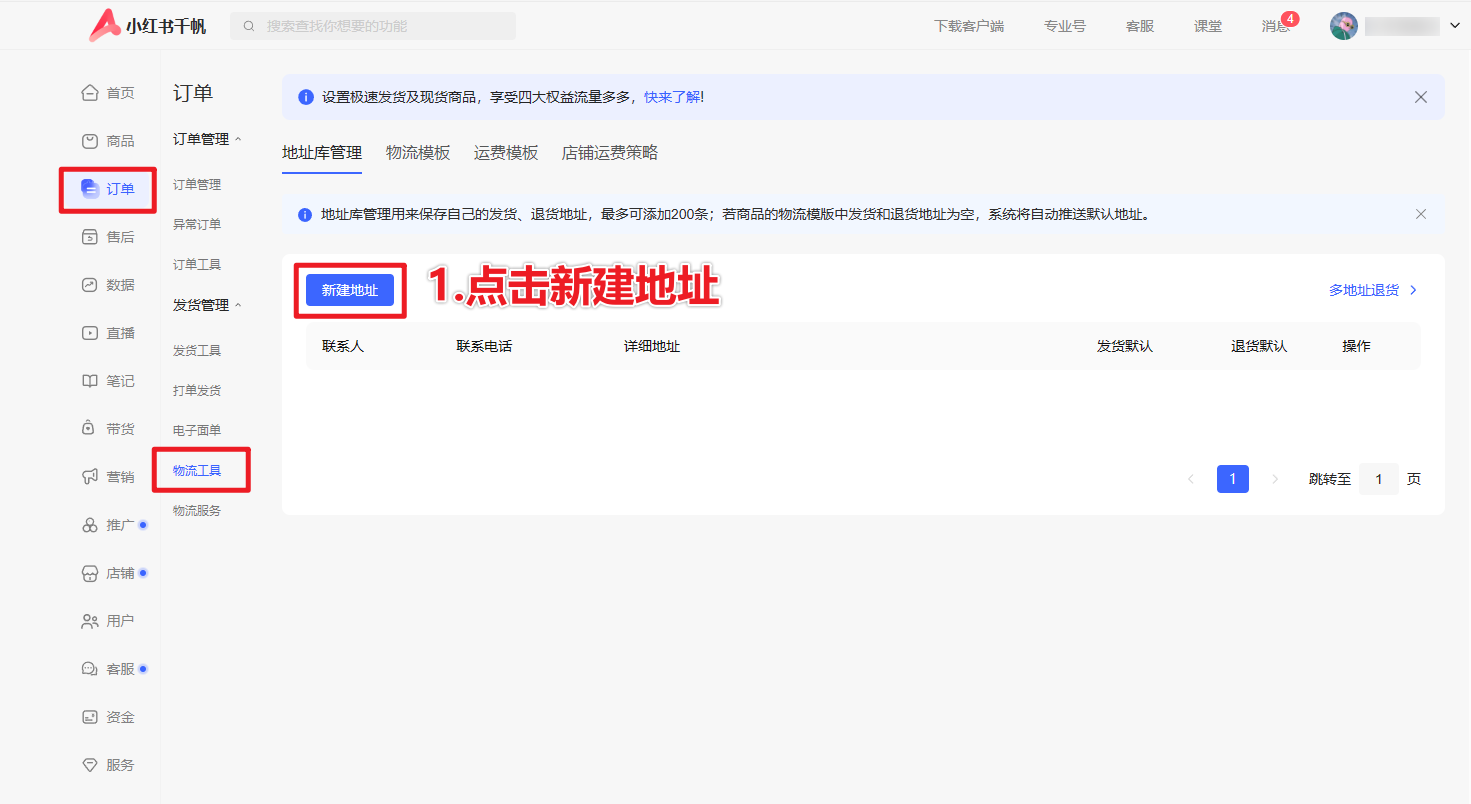 小红书千帆
搜索查找你想要的功能
下载客户端
专业号
客服
课堂
消息
4
首页
商品
订单
售后
数据
直播
笔记
带货
营销
推广
店铺
用户
客服
资金
服务
订单
订单管理
订单管理
异常订单
订单工具
发货管理
发货工具
打单发货
电子面单
物流工具
物流服务
设置极速发货及现货商品，享受四大权益流量多多，快来了解!
地址库管理 物流模板 运费模板 店铺运费策略
地址库管理用来保存自己的发货、退货地址，最多可添加200条；若商品的物流模版中发货和退货地址为空，系统将自动推送默认地址。
新建地址
1.点击新建地址
多地址退货
联系人 联系电话 详细地址 发货默认 退货默认 操作
1 跳转至 1 页